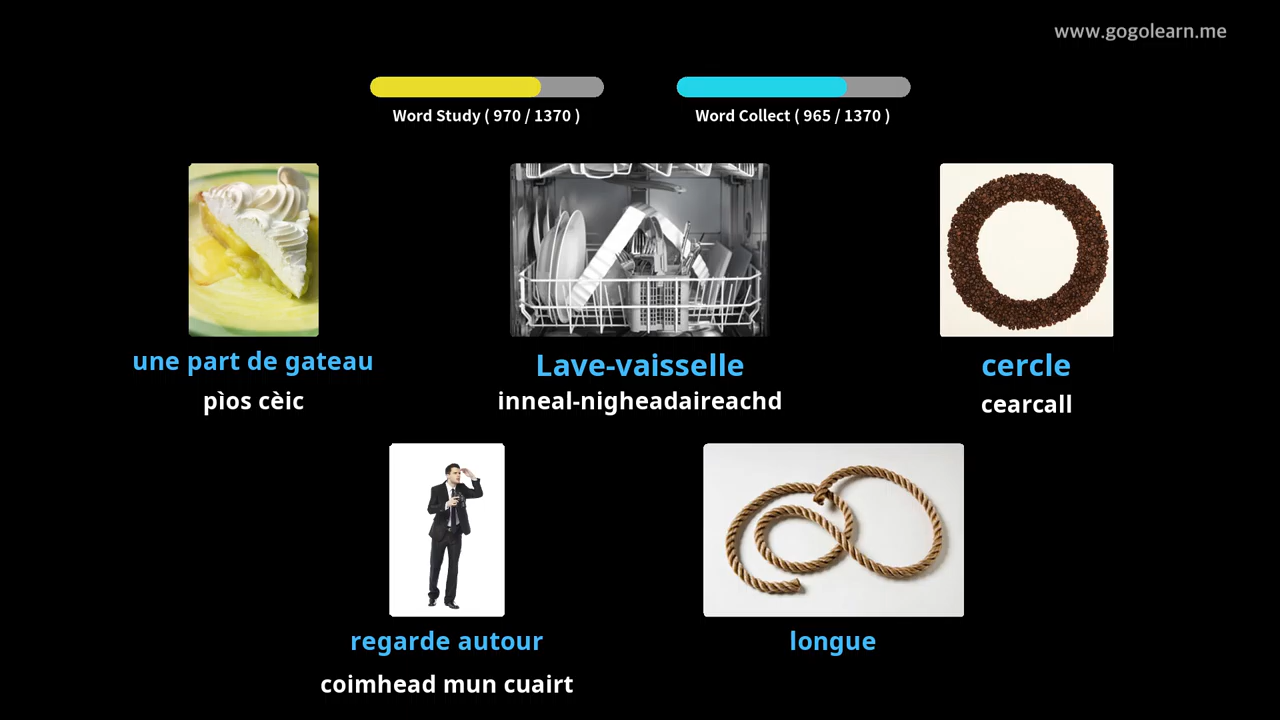 www.gogolearn.me
Word Study ( 970 / 1370 )
Word Collect ( 965 / 1370 )
une part de gateau
pìos cèic
Lave-vaisselle
inneal-nigheadaireachd
cercle
cearcall
regarde autour
coimhead mun cuairt
longue